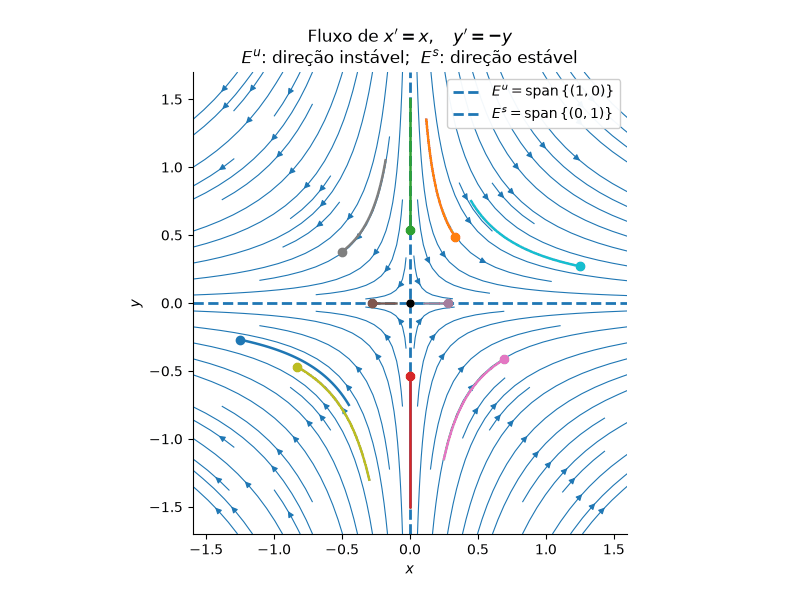 Fluxo de x′ = x, y′ = −y
Eᵘ: direção instável; Eˢ: direção estável
Eᵘ = span {(1, 0)}
Eˢ = span {(0, 1)}
1.5
1.0
0.5
0.0
−0.5
−1.0
−1.5
y
−1.5 −1.0 −0.5 0.0 0.5 1.0 1.5
x